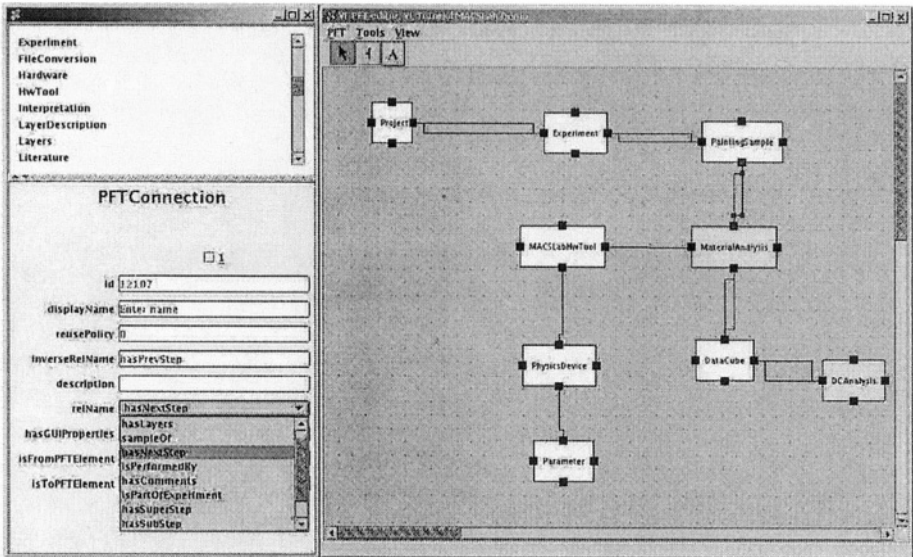 Experiment
FileConversion
Hardware
HwTool
Interpretation
LayerDescription
Layers
Literature
PFTConnection
1
id 12107
displayName Enter name
reusePolicy 0
inverseRelName hasPrevStep
description
relName hasNextStep
hasGUIProperties
isFromPFTElement
isToPFTElement
hasLayers
sampleOf
hasNextStep
isPerformedBy
hasComments
isPartOfExperiment
hasSuperStep
hasSubStep
PFT Tools View
A
Project
Experiment
PaintingSample
MACSLabHwTool
MaterialAnalysis
PhysicsDevice
DataCube
DCAnalysis
Parameter